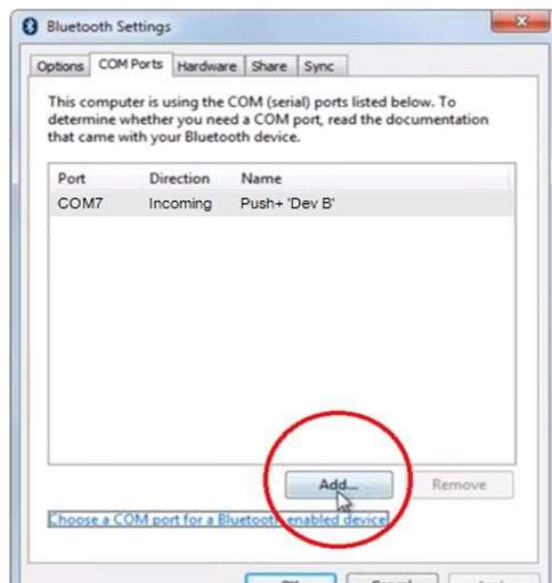 Bluetooth Settings
Options COM Ports Hardware Share Sync
This computer is using the COM (serial) ports listed below. To
determine whether you need a COM port, read the documentation
that came with your Bluetooth device.
Port Direction Name
COM7 Incoming Push+ 'Dev B'
Add... Remove
Choose a COM port for a Bluetooth enabled device